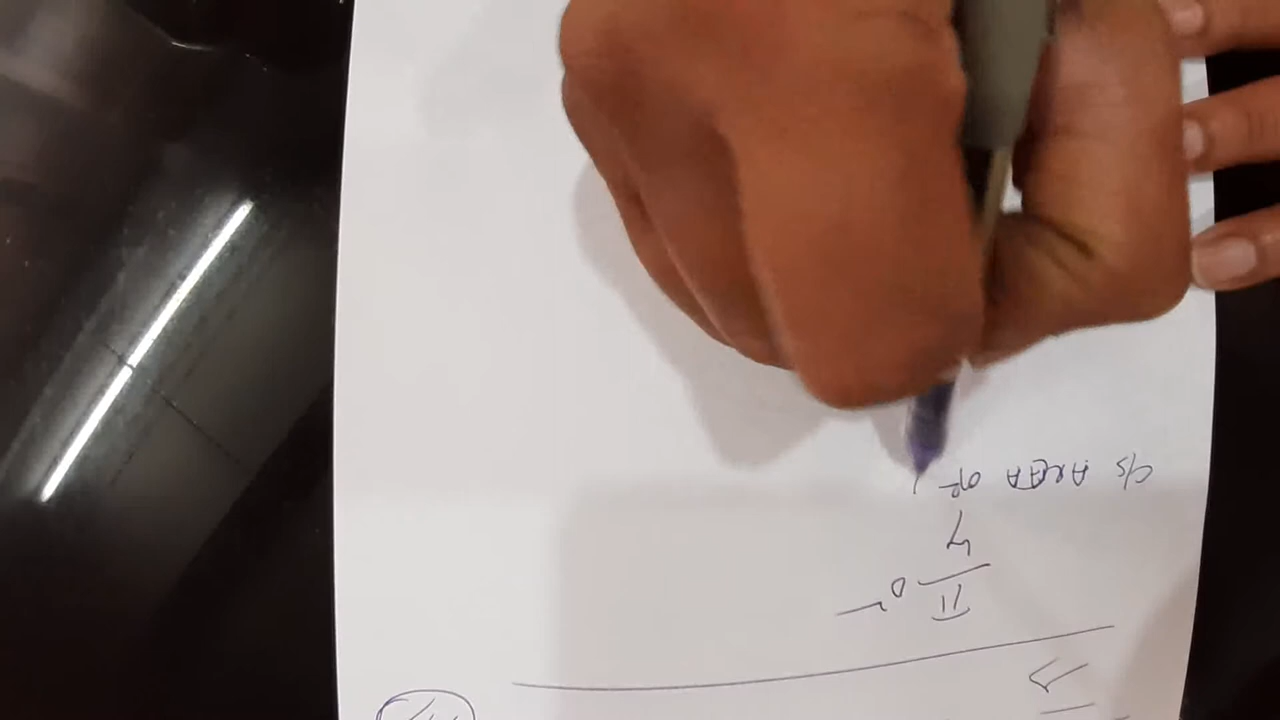 π/4 D²
C/S AREA OF